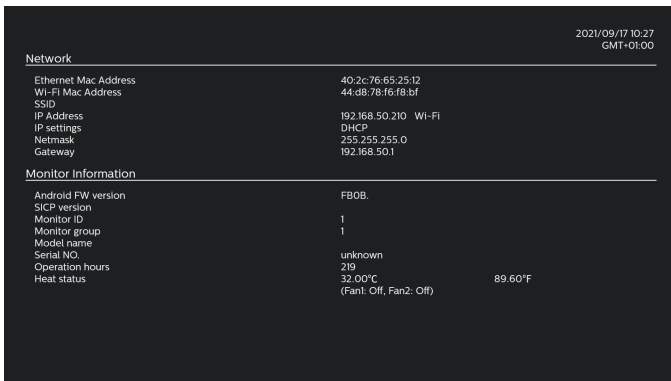 2021/09/17 10:27
GMT+01:00
Network
Ethernet Mac Address 40:2c:76:65:25:12
Wi-Fi Mac Address 44:d8:78:f6:f8:bf
SSID
IP Address 192.168.50.210 Wi-Fi
IP settings DHCP
Netmask 255.255.255.0
Gateway 192.168.50.1
Monitor Information
Android FW version FB0B.
SICP version
Monitor ID 1
Monitor group 1
Model name
Serial NO. unknown
Operation hours 219
Heat status 32.00°C 89.60°F
(Fan1: Off, Fan2: Off)